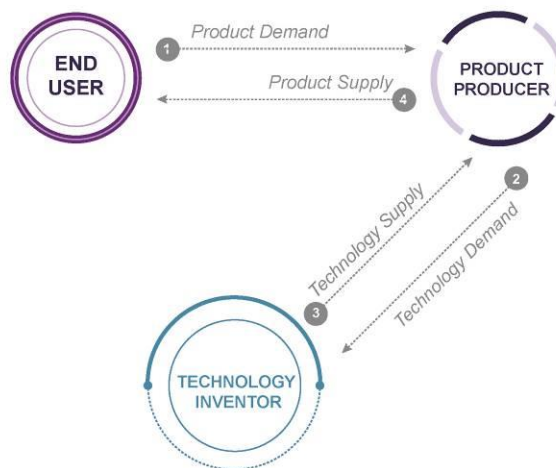 END
USER
1
Product Demand
Product Supply
4
PRODUCT
PRODUCER
2
Technology Supply
Technology Demand
3
TECHNOLOGY
INVENTOR